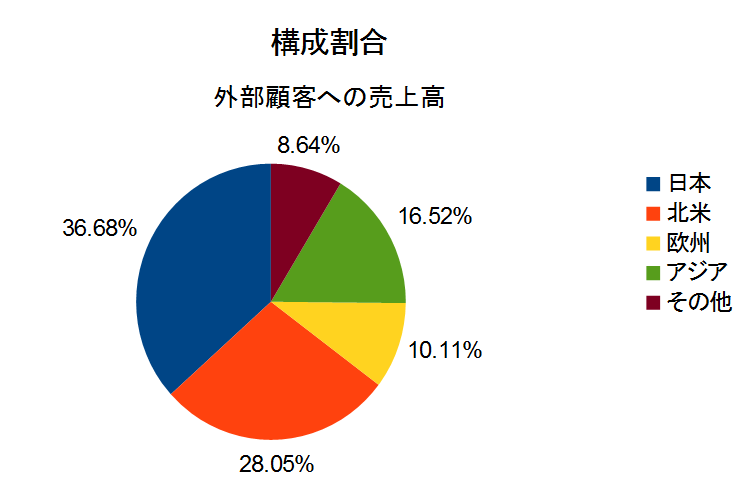 構成割合
外部顧客への売上高
8.64%
16.52%
36.68%
10.11%
28.05%
日本
北米
欧州
アジア
その他